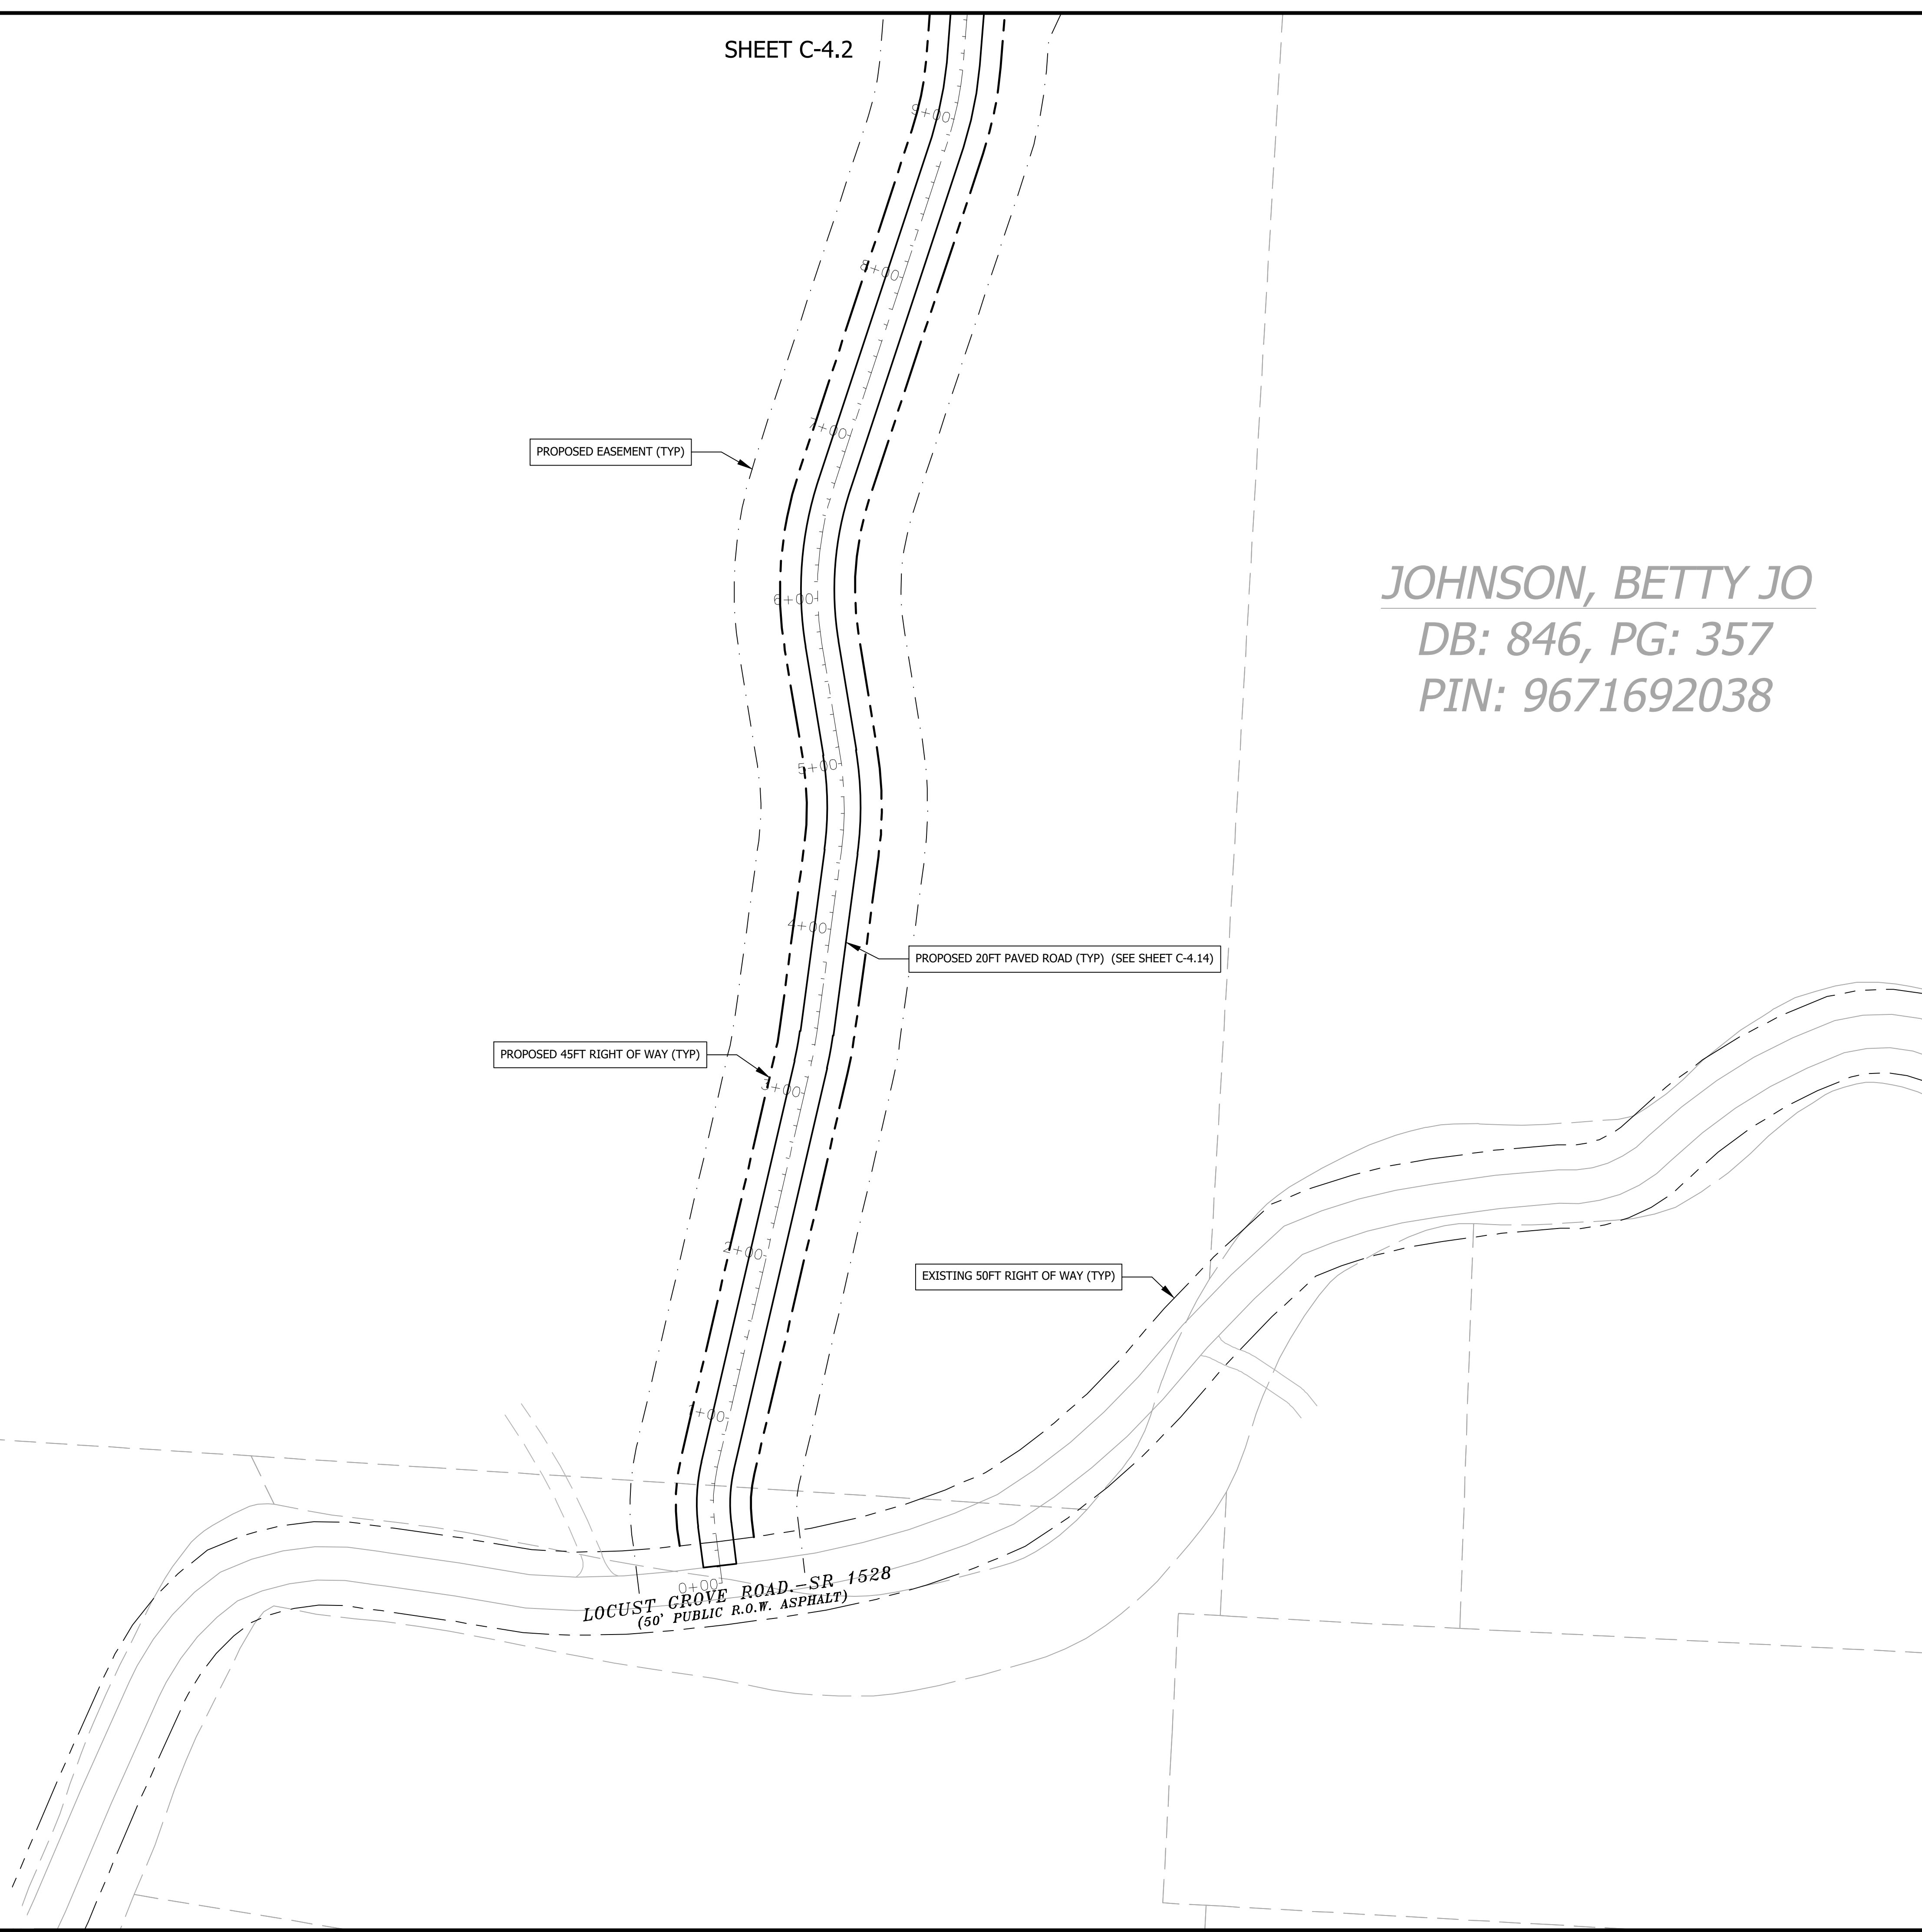 SHEET C-4.2
9+00
8+00
7+00
PROPOSED EASEMENT (TYP)
6+00
JOHNSON, BETTY JO
DB: 846, PG: 357
PIN: 9671692038
5+00
4+00
PROPOSED 20FT PAVED ROAD (TYP) (SEE SHEET C-4.14)
PROPOSED 45FT RIGHT OF WAY (TYP)
3+00
2+00
EXISTING 50FT RIGHT OF WAY (TYP)
1+00
0+00
LOCUST GROVE ROAD.-SR 1528
(50' PUBLIC R.O.W. ASPHALT)